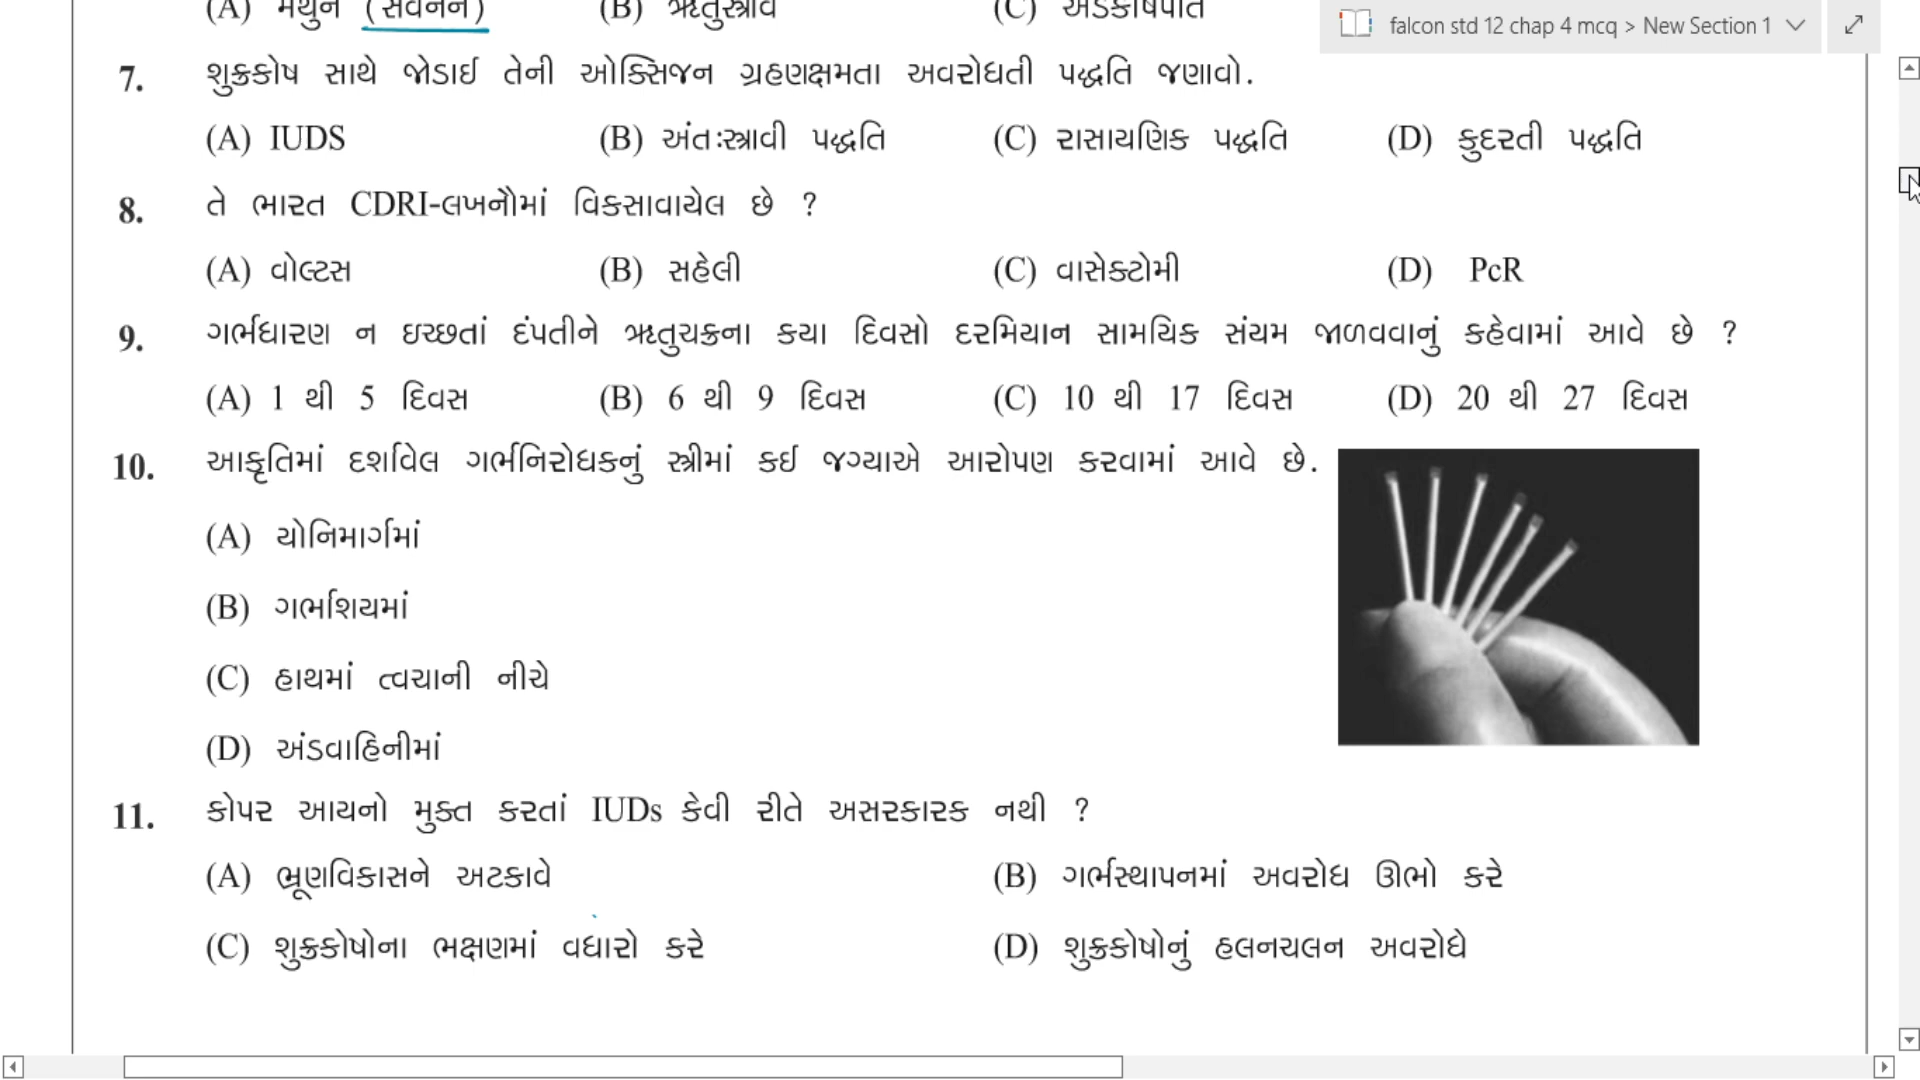 (A) મૈથુન (સંવનન) (B) ઋતુસ્ત્રાવ (C) અંડકોષપાત
falcon std 12 chap 4 mcq > New Section 1
7. શુક્રકોષ સાથે જોડાઈ તેની ઓક્સિજન ગ્રહણક્ષમતા અવરોધતી પદ્ધતિ જણાવો.
(A) IUDS (B) અંતઃસ્ત્રાવી પદ્ધતિ (C) રાસાયણિક પદ્ધતિ (D) કુદરતી પદ્ધતિ
8. તે ભારત CDRI-લખનૌમાં વિકસાવાયેલ છે ?
(A) વોલ્ટસ (B) સહેલી (C) વાસેક્ટોમી (D) PcR
9. ગર્ભધારણ ન ઇચ્છતાં દંપતીને ઋતુચક્રના કયા દિવસો દરમિયાન સામયિક સંયમ જાળવવાનું કહેવામાં આવે છે ?
(A) 1 થી 5 દિવસ (B) 6 થી 9 દિવસ (C) 10 થી 17 દિવસ (D) 20 થી 27 દિવસ
10. આકૃતિમાં દર્શાવેલ ગર્ભનિરોધકનું સ્ત્રીમાં કઈ જગ્યાએ આરોપણ કરવામાં આવે છે.
(A) યોનિમાર્ગમાં
(B) ગર્ભાશયમાં
(C) હાથમાં ત્વચાની નીચે
(D) અંડવાહિનીમાં
11. કોપર આયનો મુક્ત કરતાં IUDs કેવી રીતે અસરકારક નથી ?
(A) ભ્રૂણવિકાસને અટકાવે (B) ગર્ભસ્થાપનમાં અવરોધ ઊભો કરે
(C) શુક્રકોષોના ભક્ષણમાં વધારો કરે (D) શુક્રકોષોનું હલનચલન અવરોધે